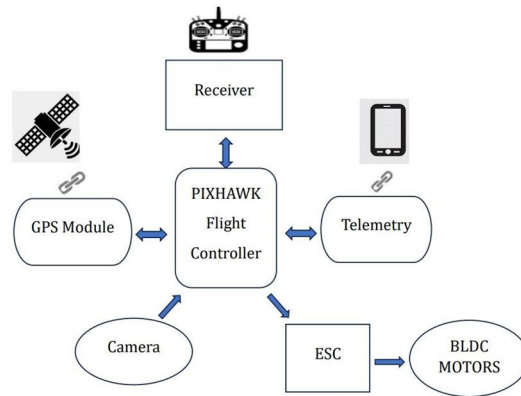 Receiver
PIXHAWK
Flight
Controller
GPS Module
Telemetry
Camera
ESC
BLDC
MOTORS